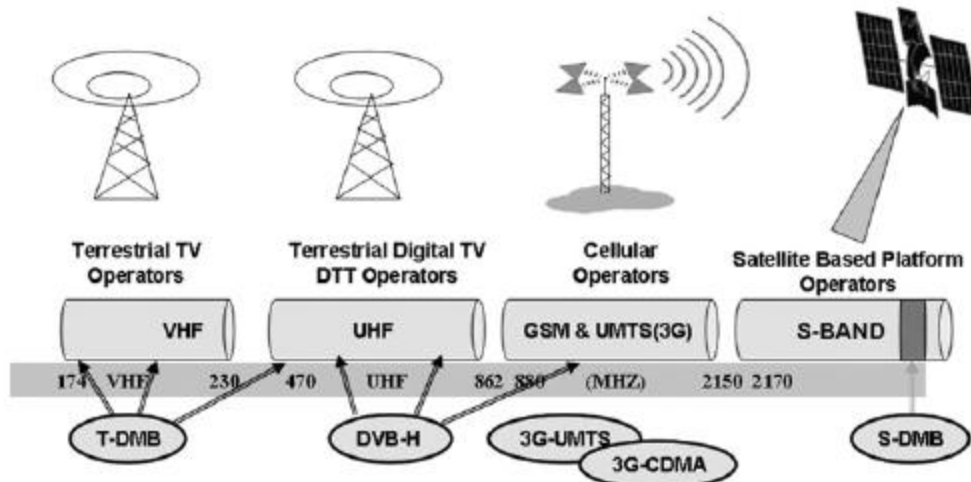 Terrestrial TV
Operators
Terrestrial Digital TV
DTT Operators
Cellular
Operators
Satellite Based Platform
Operators
VHF
UHF
GSM & UMTS(3G)
S-BAND
174 VHF 230 470 UHF 862 880 (MHZ) 2150 2170
T-DMB
DVB-H
3G-UMTS
3G-CDMA
S-DMB